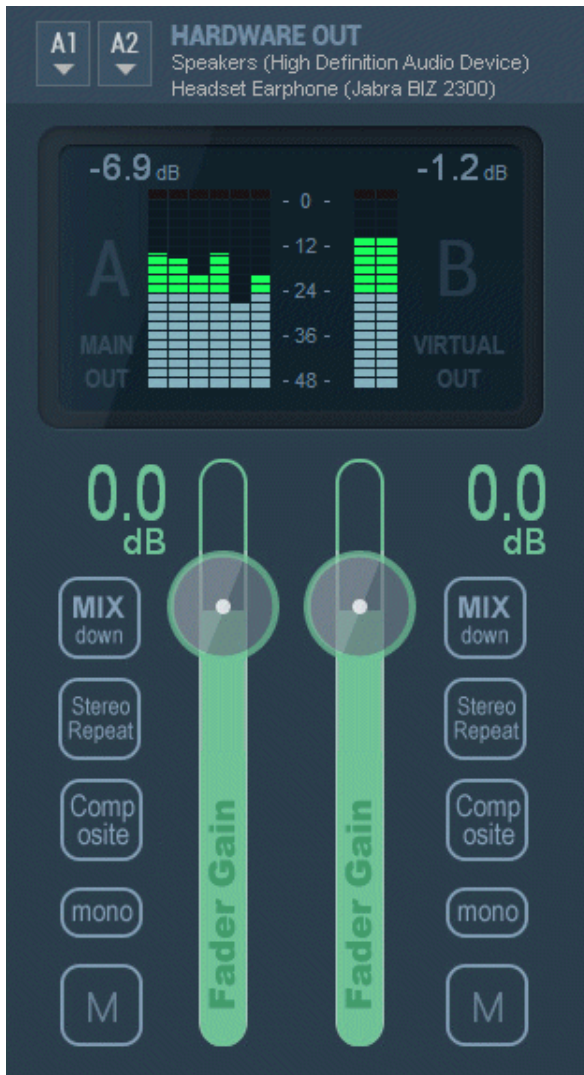 A1 A2 HARDWARE OUT
Speakers (High Definition Audio Device)
Headset Earphone (Jabra BIZ 2300)
-6.9 dB -1.2 dB
- 0 -
- 12 -
A - 24 - B
MAIN - 36 - VIRTUAL
OUT - 48 - OUT
0.0 0.0
dB dB
MIX MIX
down down
Stereo Stereo
Repeat Repeat
Comp Comp
osite osite
Fader Gain Fader Gain
mono mono
M M